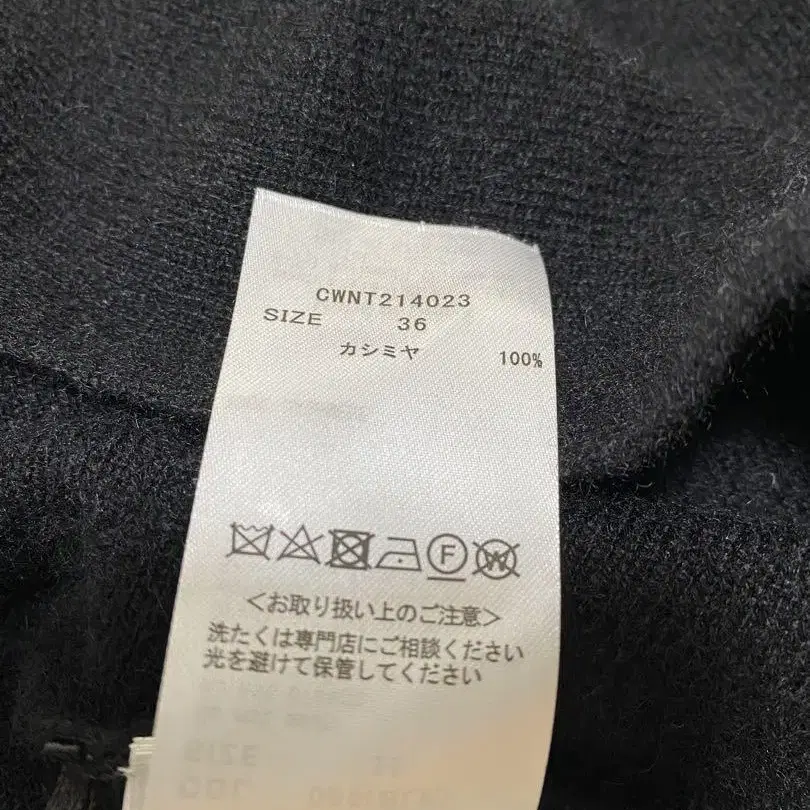 CWNT214023
SIZE 36
カシミヤ 100%
F W
<お取り扱い上のご注意>
洗たくは専門店にご相談ください
光を避けて保管してください